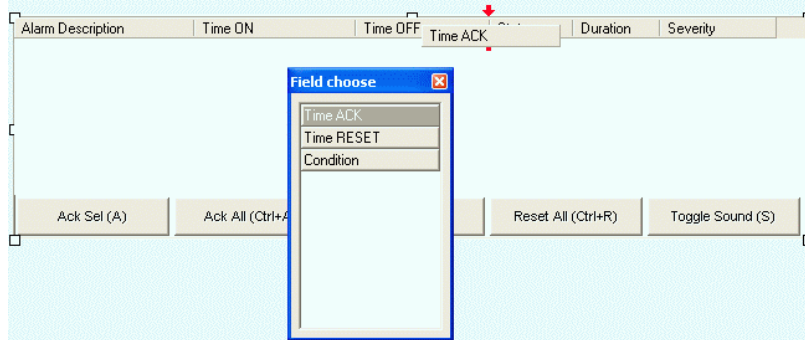 Alarm Description Time ON Time OFF Time ACK Duration Severity
Field choose
Time ACK
Time RESET
Condition
Ack Sel (A) Ack All (Ctrl+A Reset All (Ctrl+R) Toggle Sound (S)